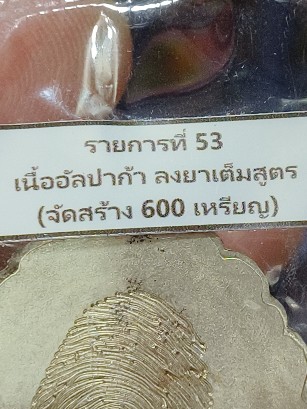 รายการที่ 53
เนื้ออัลปาก้า ลงยาเต็มสูตร
(จัดสร้าง 600 เหรียญ)